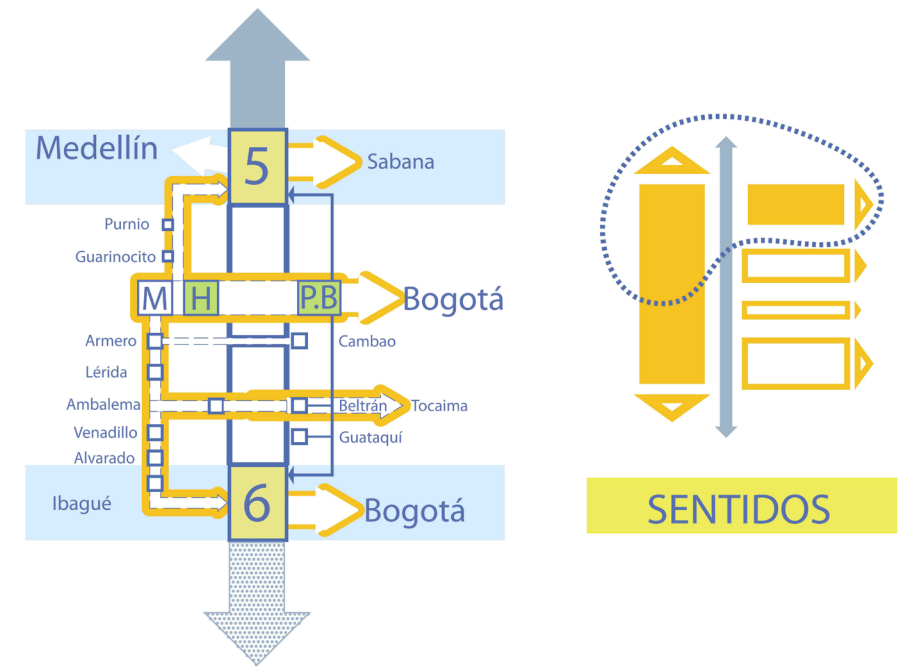 Medellín
5
Sabana
Purnio
Guarinocito
M
H
P.B
Bogotá
Armero
Cambao
Lérida
Ambalema
Beltrán
Tocaima
Venadillo
Guataquí
Alvarado
Ibagué
6
Bogotá
SENTIDOS